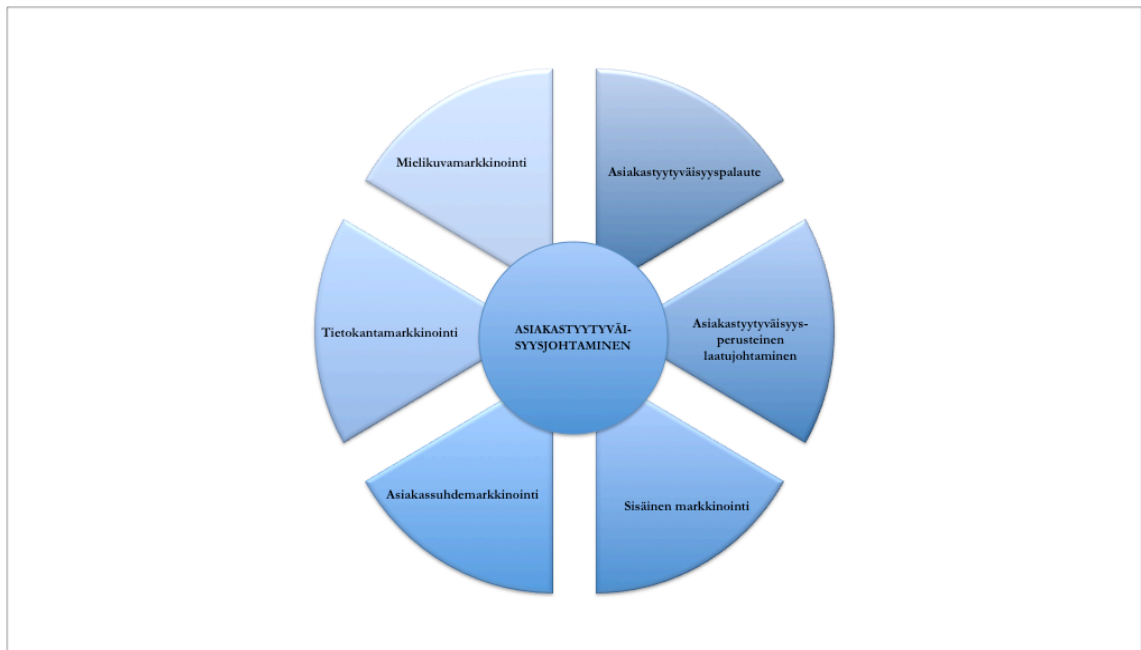 Mielikuvamarkkinointi
Asiakastyytyväisyyspalaute
Tietokantamarkkinointi
ASIAKASTYYTYVÄI-
SYYSJOHTAMINEN
Asiakastyytyväisyys-
perusteinen
laatujohtaminen
Asiakassuhdemarkkinointi
Sisäinen markkinointi